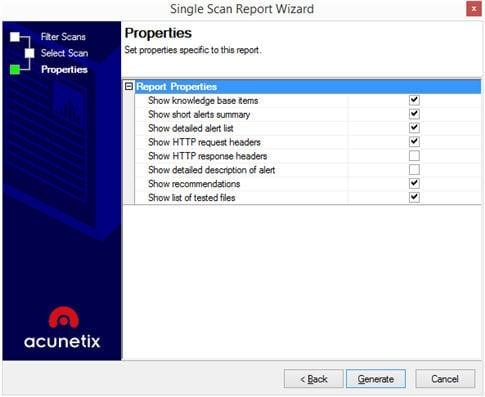 Single Scan Report Wizard
x
Filter Scans
Select Scan
Properties
Properties
Set properties specific to this report.
Report Properties
Show knowledge base items
Show short alerts summary
Show detailed alert list
Show HTTP request headers
Show HTTP response headers
Show detailed description of alert
Show recommendations
Show list of tested files
acunetix
< Back
Generate
Cancel